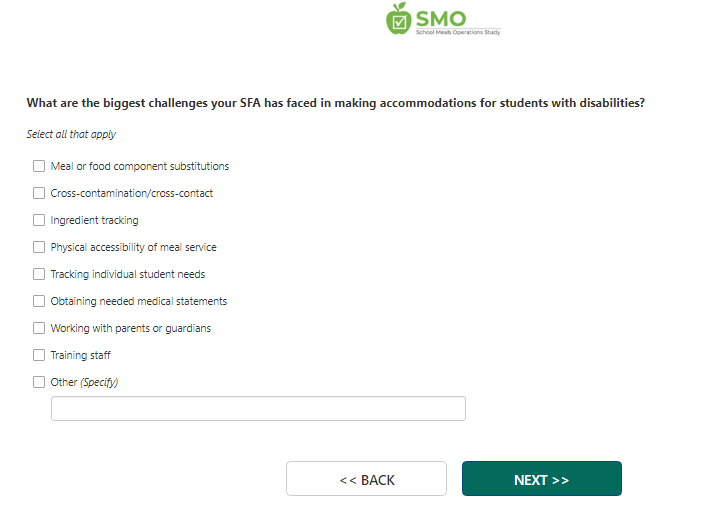 SMO
School Meals Operations Study
What are the biggest challenges your SFA has faced in making accommodations for students with disabilities?
Select all that apply
Meal or food component substitutions
Cross-contamination/cross-contact
Ingredient tracking
Physical accessibility of meal service
Tracking individual student needs
Obtaining needed medical statements
Working with parents or guardians
Training staff
Other (Specify)
<< BACK
NEXT >>